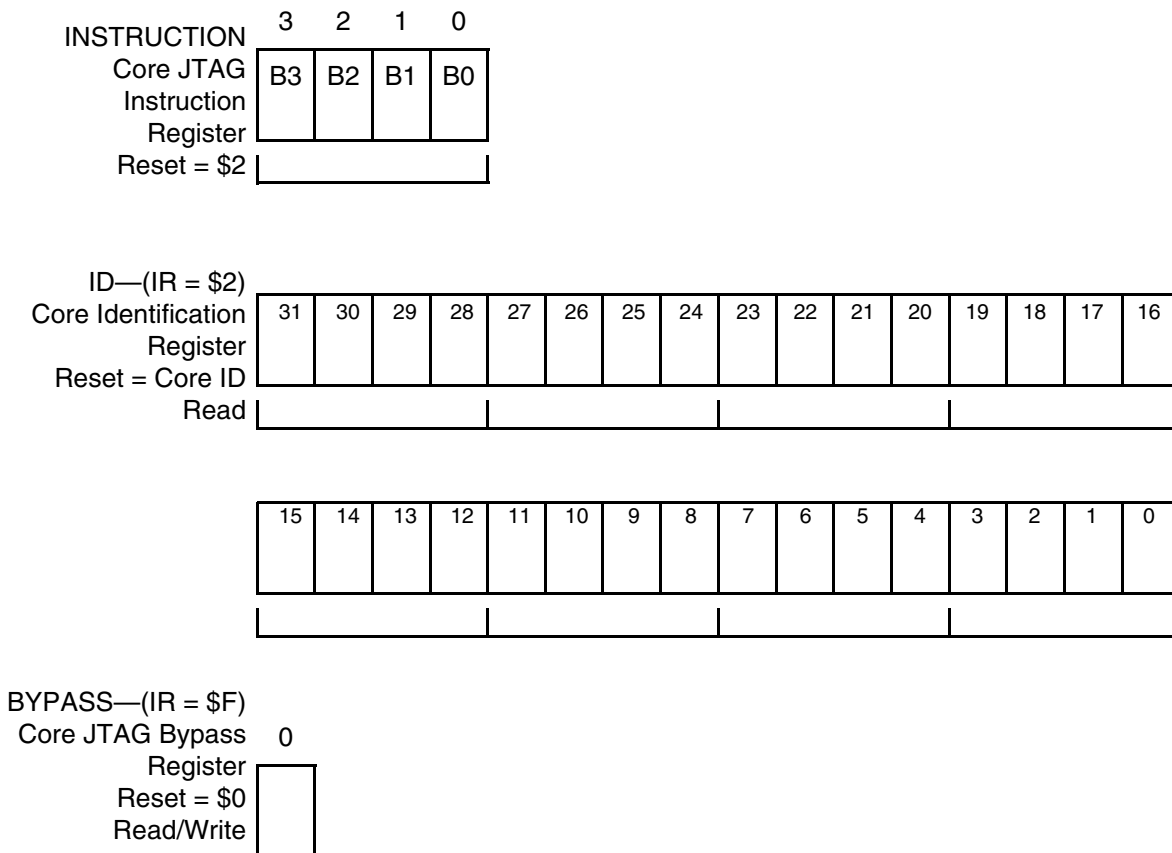 3 2 1 0
INSTRUCTION
Core JTAG
Instruction
Register
Reset = $2
B3 B2 B1 B0
ID—(IR = $2)
Core Identification
Register
Reset = Core ID
Read
31 30 29 28 27 26 25 24 23 22 21 20 19 18 17 16
15 14 13 12 11 10 9 8 7 6 5 4 3 2 1 0
BYPASS—(IR = $F)
Core JTAG Bypass
Register
Reset = $0
Read/Write
0